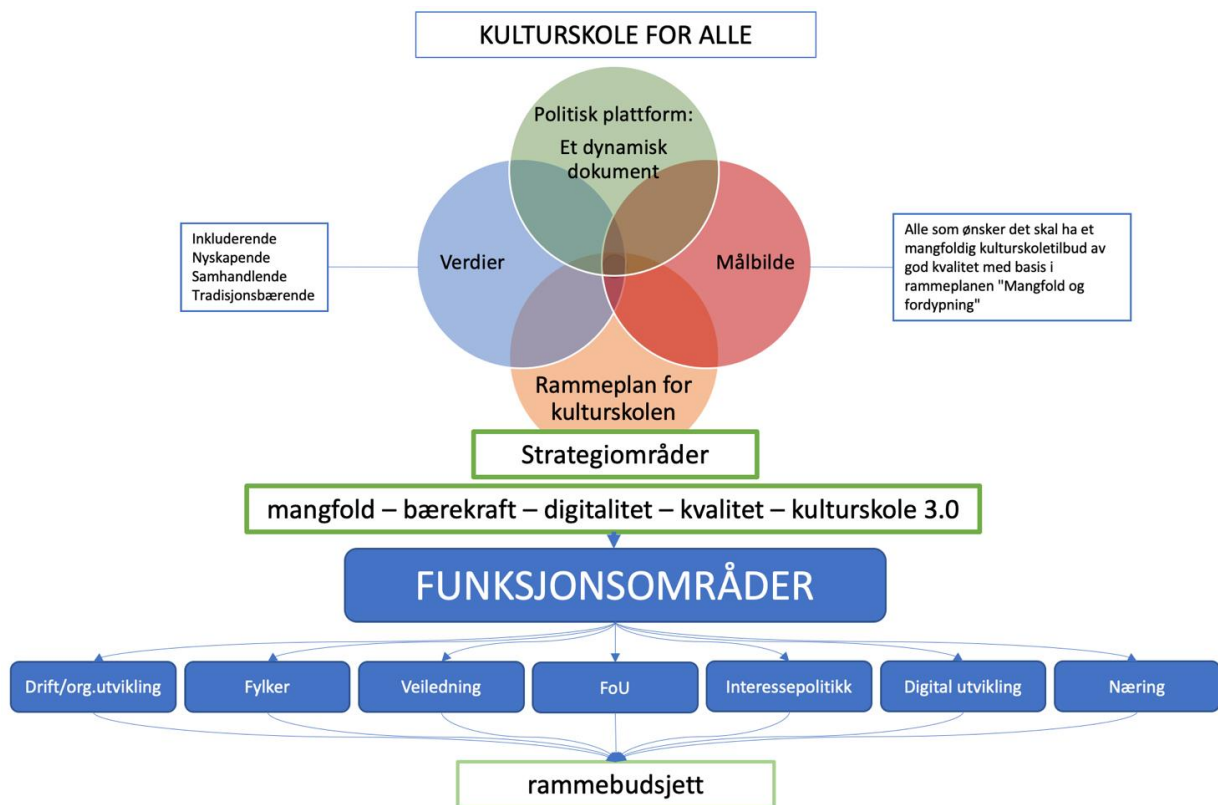 KULTURSKOLE FOR ALLE
Politisk plattform:
Et dynamisk
dokument
Inkluderende
Nyskapende
Samhandlende
Tradisjonsbærende
Verdier
Målbilde
Alle som ønsker det skal ha et
mangfoldig kulturskoletilbud av
god kvalitet med basis i
rammeplanen "Mangfold og
fordypning"
Rammeplan for
kulturskolen
Strategiområder
mangfold – bærekraft – digitalitet – kvalitet – kulturskole 3.0
FUNKSJONSOMRÅDER
Drift/org.utvikling
Fylker
Veiledning
FoU
Interessepolitikk
Digital utvikling
Næring
rammebudsjett